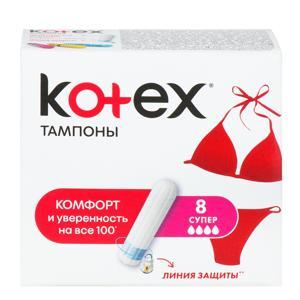 kotex®
ТАМПОНЫ
КОМФОРТ
и уверенность
на все 100*
8
СУПЕР
ЛИНИЯ ЗАЩИТЫ**